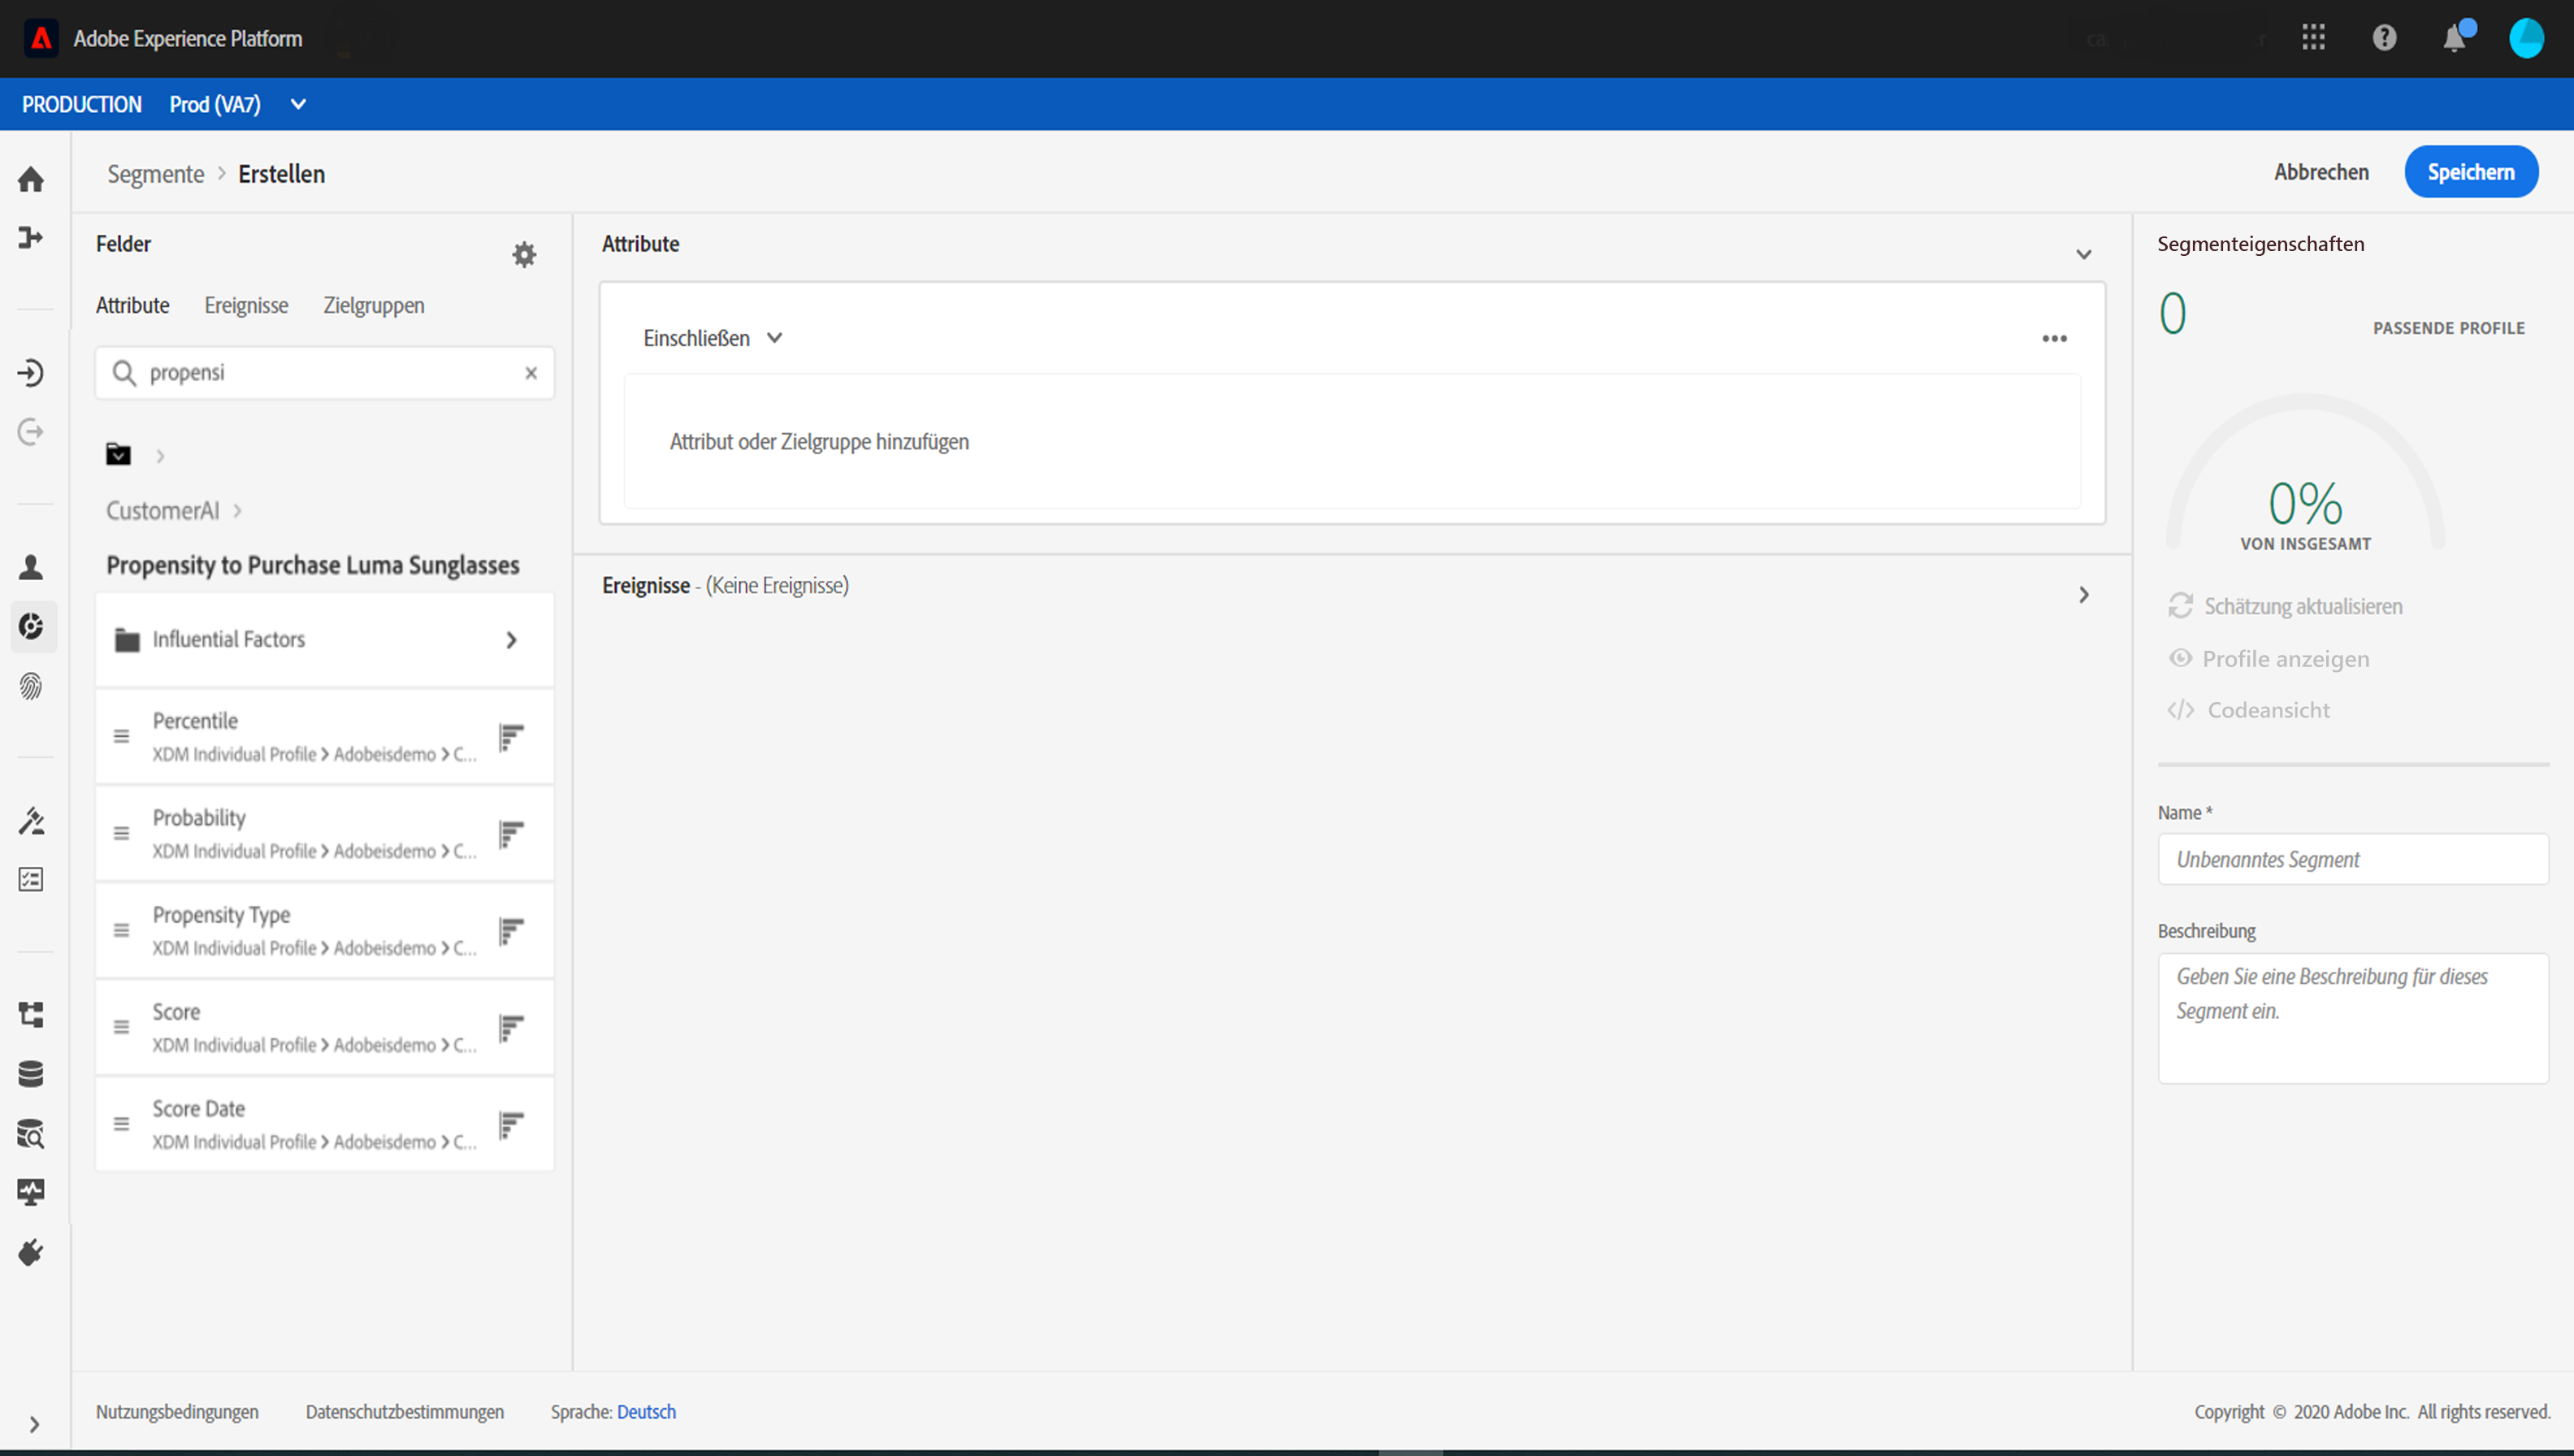 Adobe Experience Platform
PRODUCTION Prod (VA7)
Segmente > Erstellen
Abbrechen Speichern
Felder
Attribute Ereignisse Zielgruppen
propensi
CustomerAI >
Propensity to Purchase Luma Sunglasses
Influential Factors
Percentile
XDM Individual Profile > Adobeisdemo > C...
Probability
XDM Individual Profile > Adobeisdemo > C...
Propensity Type
XDM Individual Profile > Adobeisdemo > C...
Score
XDM Individual Profile > Adobeisdemo > C...
Score Date
XDM Individual Profile > Adobeisdemo > C...
Attribute
Einschließen
Attribut oder Zielgruppe hinzufügen
Ereignisse - (Keine Ereignisse)
Segmenteigenschaften
0
PASSENDE PROFILE
0%
VON INSGESAMT
Schätzung aktualisieren
Profile anzeigen
</> Codeansicht
Name *
Unbenanntes Segment
Beschreibung
Geben Sie eine Beschreibung für dieses
Segment ein.
Nutzungsbedingungen Datenschutzbestimmungen Sprache: Deutsch
Copyright © 2020 Adobe Inc. All rights reserved.